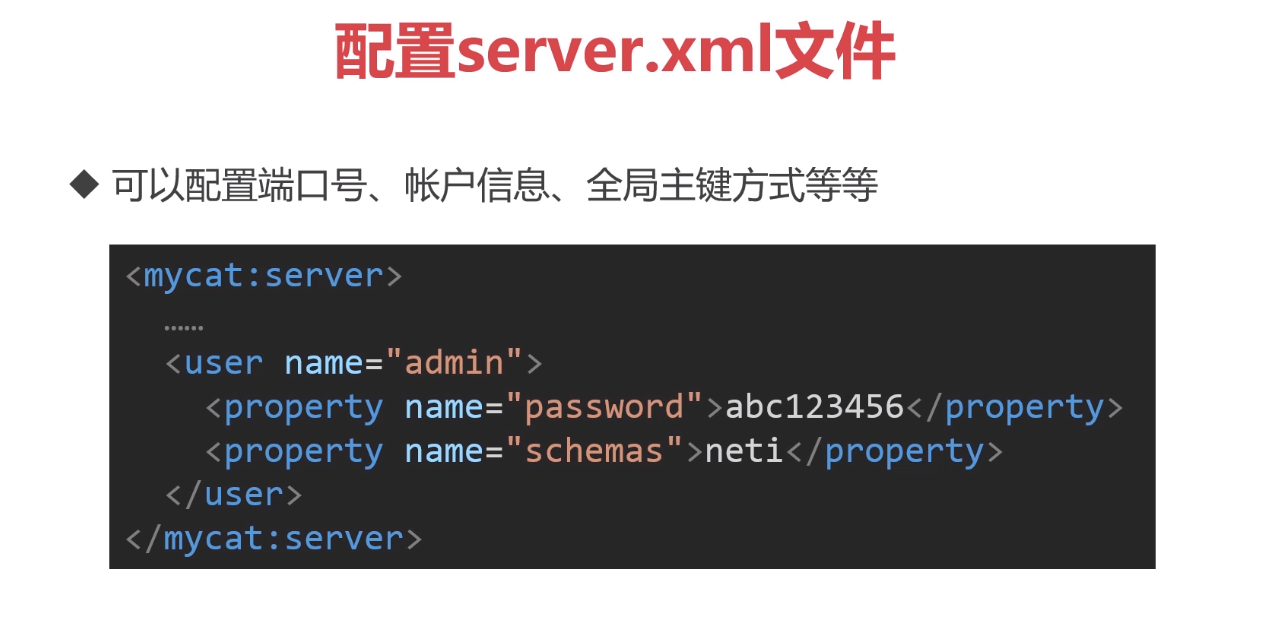 配置server.xml文件
◆ 可以配置端口号、帐户信息、全局主键方式等等
<mycat:server>
……
<user name="admin">
<property name="password">abc123456</property>
<property name="schemas">neti</property>
</user>
</mycat:server>